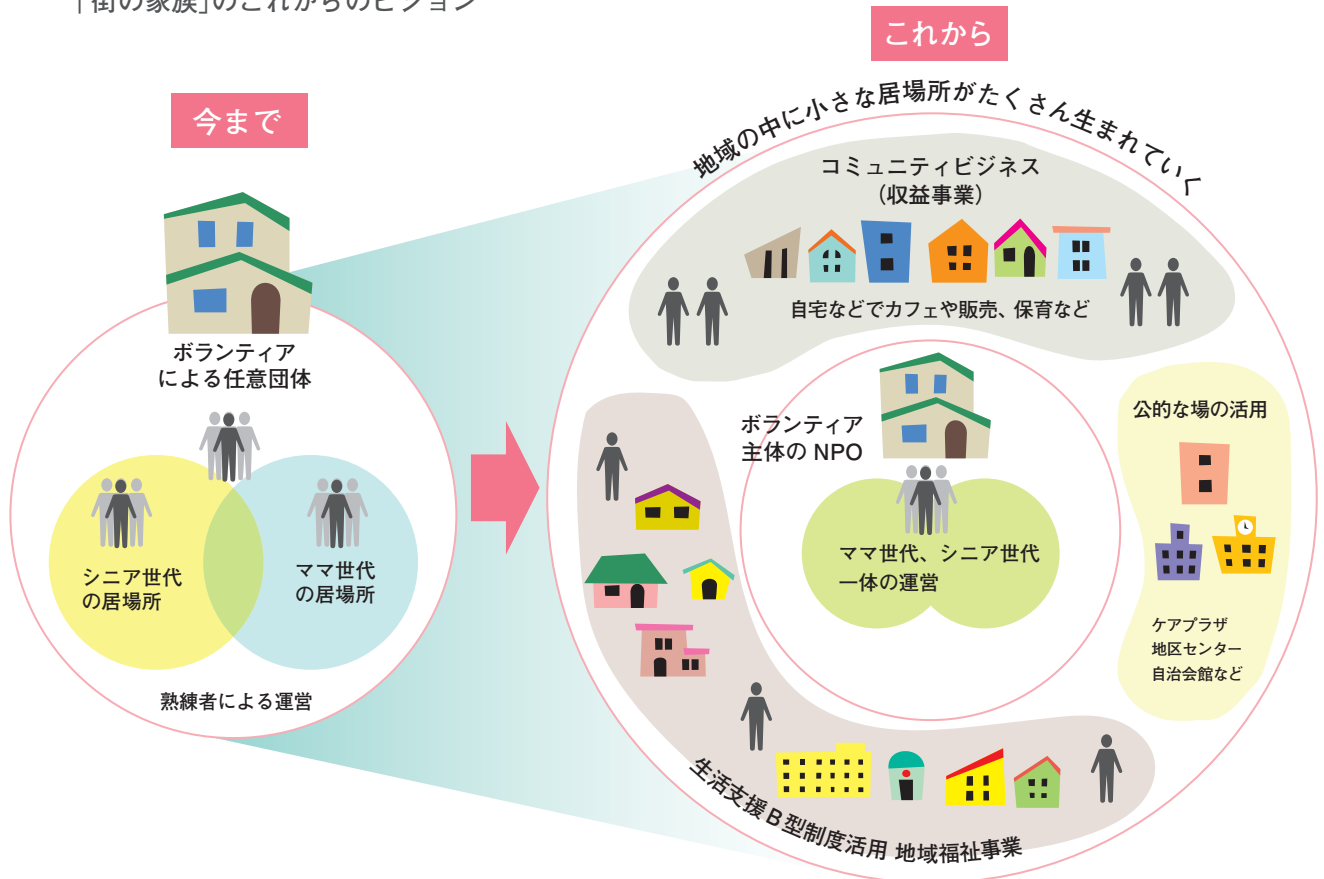 「街の家族」のこれからのビジョン
今まで
ボランティア
による任意団体
シニア世代
の居場所
ママ世代
の居場所
熟練者による運営
これから
地域の中に小さな居場所がたくさん生まれていく
コミュニティビジネス
(収益事業)
自宅などでカフェや販売、保育など
ボランティア
主体の NPO
ママ世代、シニア世代
一体の運営
公的な場の活用
ケアプラザ
地区センター
自治会館など
生活支援B型制度活用 地域福祉事業